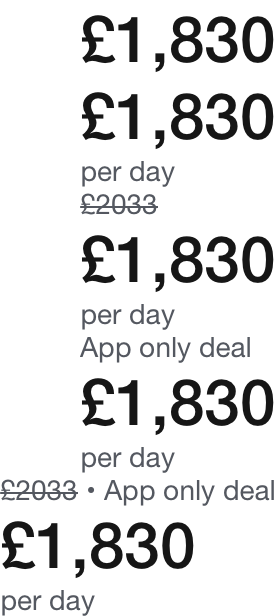 £1,830
£1,830
per day
£2033
£1,830
per day
App only deal
£1,830
per day
£2033 • App only deal
£1,830
per day